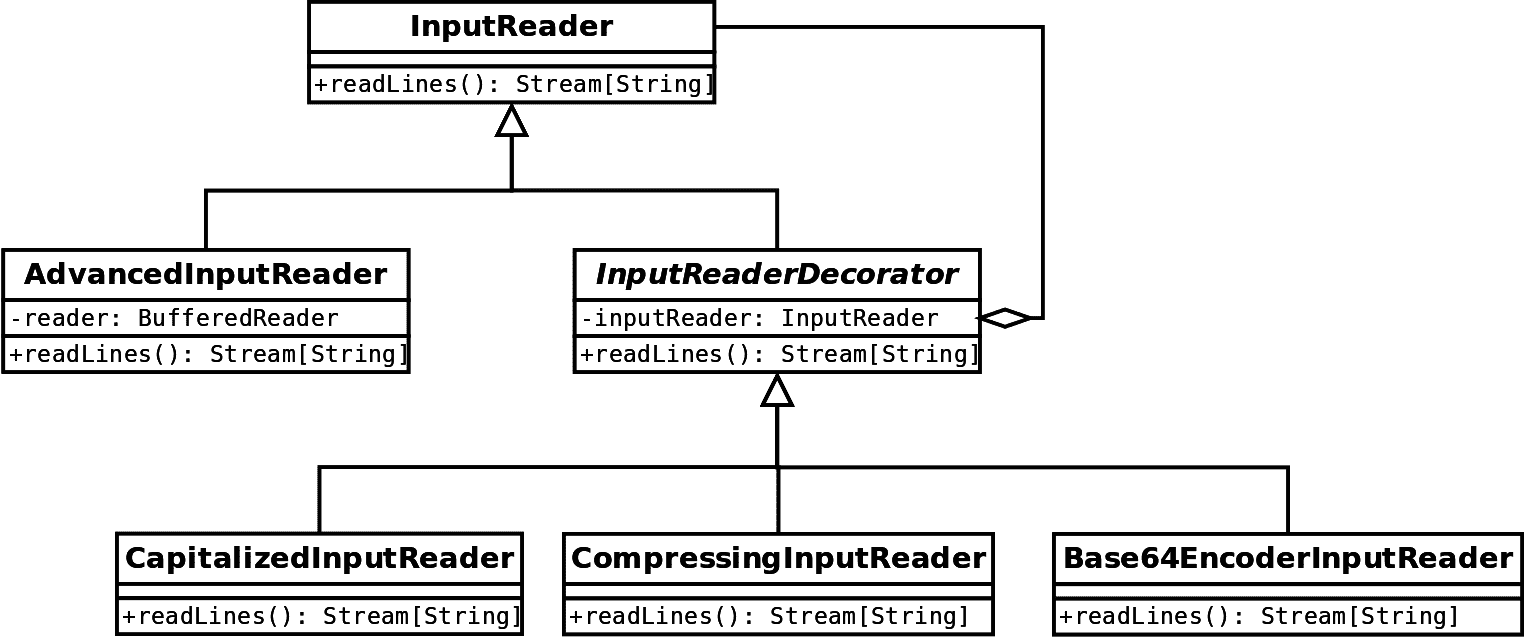 InputReader
+readLines(): Stream[String]
AdvancedInputReader
-reader: BufferedReader
+readLines(): Stream[String]
InputReaderDecorator
-inputReader: InputReader
+readLines(): Stream[String]
CapitalizedInputReader
+readLines(): Stream[String]
CompressingInputReader
+readLines(): Stream[String]
Base64EncoderInputReader
+readLines(): Stream[String]